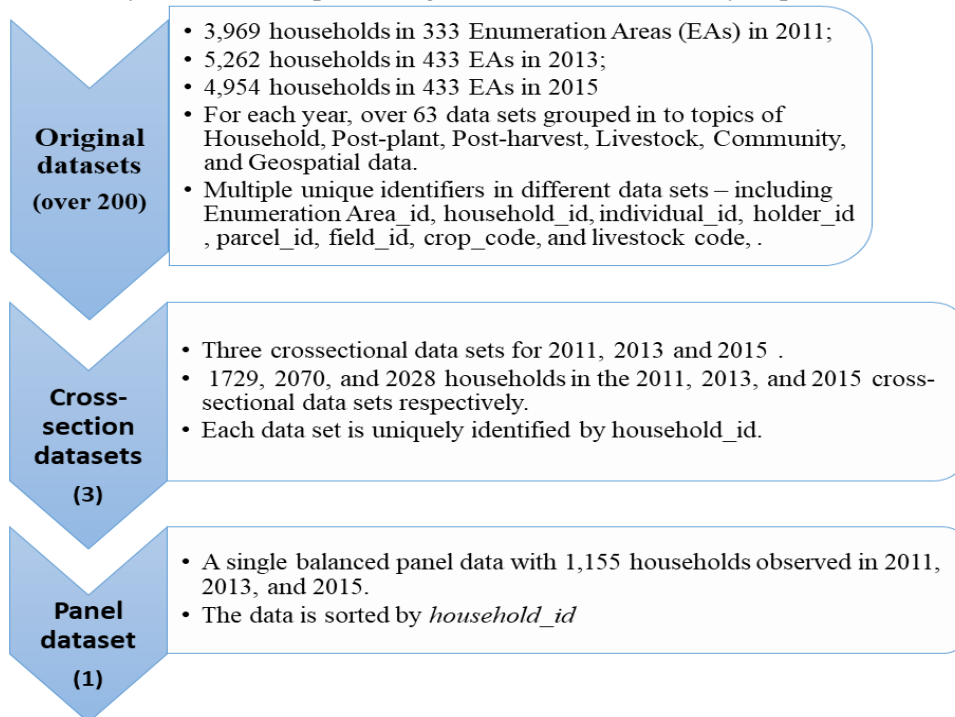 Original
datasets
(over 200)
• 3,969 households in 333 Enumeration Areas (EAs) in 2011;
• 5,262 households in 433 EAs in 2013;
• 4,954 households in 433 EAs in 2015
• For each year, over 63 data sets grouped in to topics of
Household, Post-plant, Post-harvest, Livestock, Community,
and Geospatial data.
• Multiple unique identifiers in different data sets – including
Enumeration Area_id, household_id, individual_id, holder_id
, parcel_id, field_id, crop_code, and livestock code, .
Cross-
section
datasets
(3)
• Three crossectional data sets for 2011, 2013 and 2015 .
• 1729, 2070, and 2028 households in the 2011, 2013, and 2015 cross-
sectional data sets respectively.
• Each data set is uniquely identified by household_id.
Panel
dataset
(1)
• A single balanced panel data with 1,155 households observed in 2011,
2013, and 2015.
• The data is sorted by household_id